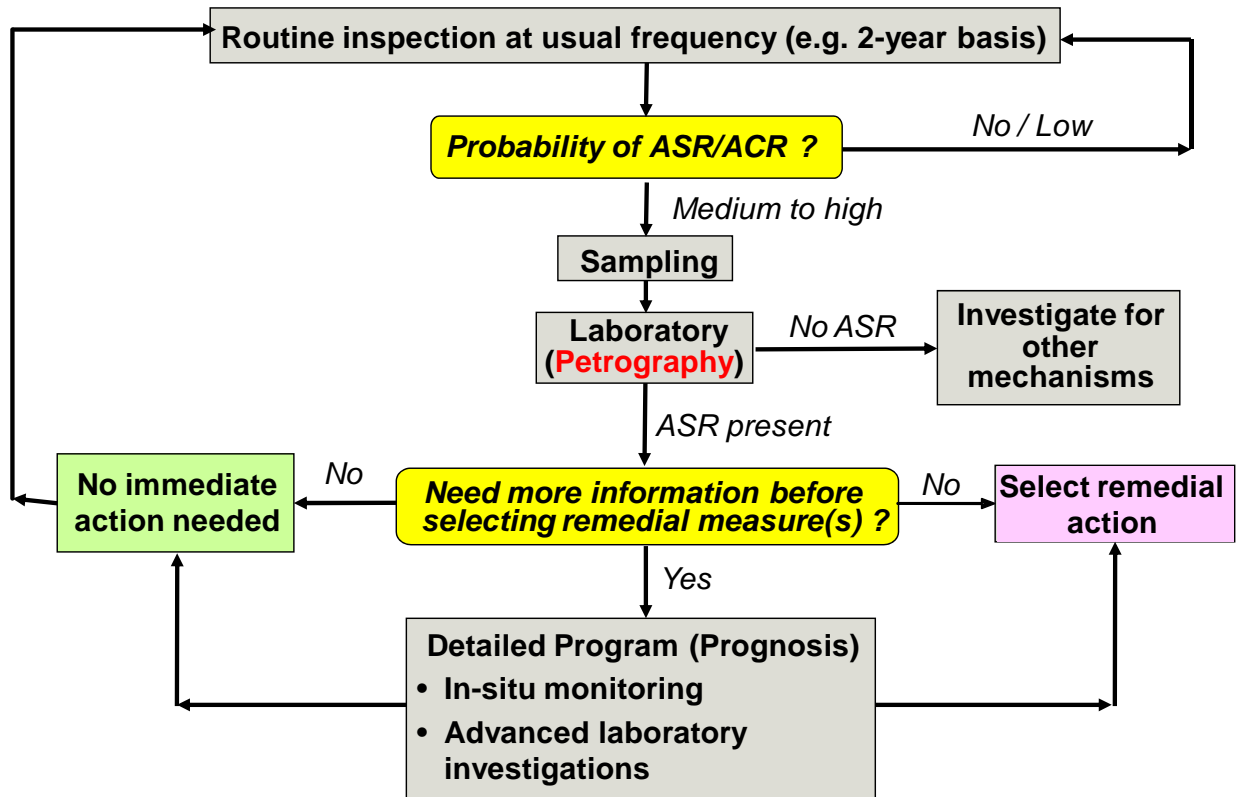 Routine inspection at usual frequency (e.g. 2-year basis)
Probability of ASR/ACR ?
No / Low
Medium to high
Sampling
Laboratory
(Petrography)
No ASR
Investigate for
other
mechanisms
ASR present
No immediate
action needed
No
Need more information before
selecting remedial measure(s) ?
No
Select remedial
action
Yes
Detailed Program (Prognosis)
• In-situ monitoring
• Advanced laboratory
investigations